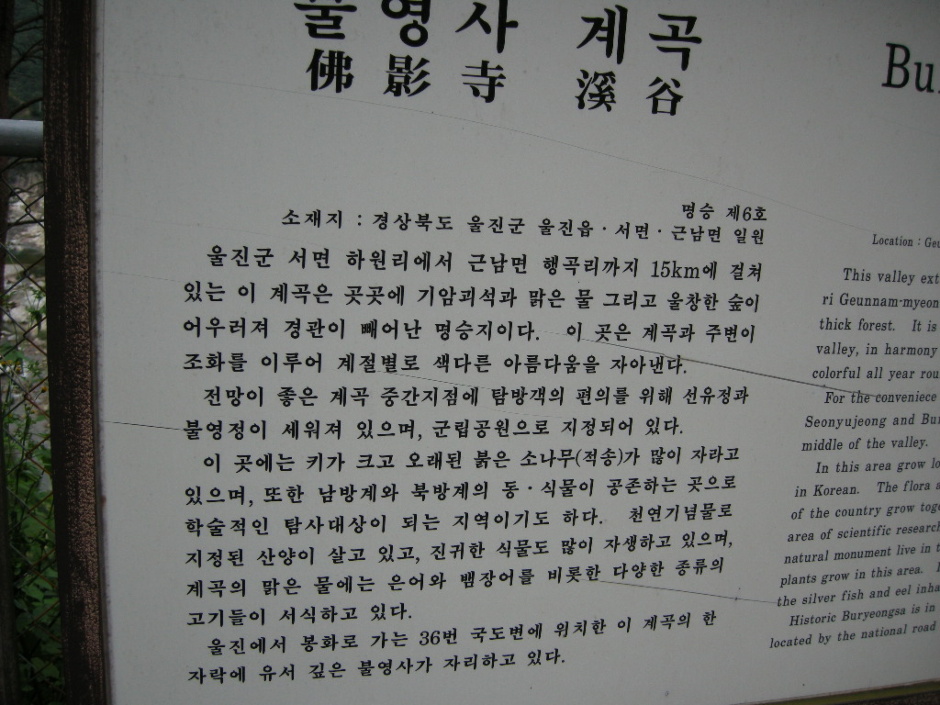 불영사 계곡
佛影寺 溪谷
명승 제6호
소재지 : 경상북도 울진군 울진읍 · 서면 · 근남면 일원
울진군 서면 하원리에서 근남면 행곡리까지 15km에 걸쳐
있는 이 계곡은 곳곳에 기암괴석과 맑은 물 그리고 울창한 숲이
어우러져 경관이 빼어난 명승지이다. 이 곳은 계곡과 주변이
조화를 이루어 계절별로 색다른 아름다움을 자아낸다.
전망이 좋은 계곡 중간지점에 탐방객의 편의를 위해 선유정과
불영정이 세워져 있으며, 군립공원으로 지정되어 있다.
이 곳에는 키가 크고 오래된 붉은 소나무(적송)가 많이 자라고
있으며, 또한 남방계와 북방계의 동 · 식물이 공존하는 곳으로
학술적인 탐사대상이 되는 지역이기도 하다. 천연기념물로
지정된 산양이 살고 있고, 진귀한 식물도 많이 자생하고 있으며,
계곡의 맑은 물에는 은어와 뱀장어를 비롯한 다양한 종류의
고기들이 서식하고 있다.
울진에서 봉화로 가는 36번 국도변에 위치한 이 계곡의 한
자락에 유서 깊은 불영사가 자리하고 있다.
Bu
Location : Geu
This valley ext
ri Geunnam-myeon
thick forest. It is
valley, in harmony
colorful all year rou
For the conveniece
Seonyujeong and Bu
middle of the valley.
In this area grow lo
in Korean. The flora a
of the country grow toge
area of scientific research
natural monument live in t
plants grow in this area.
the silver fish and eel inha
Historic Buryeongsa is in
located by the national road